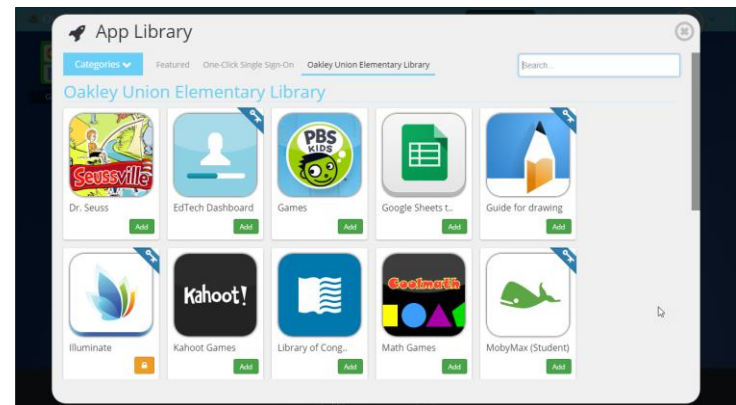 App Library
Categories
Featured One-Click Single Sign-On Oakley Union Elementary Library
Search...
Oakley Union Elementary Library
Seussville
PBS
KIDS
Dr. Seuss
EdTech Dashboard
Games
Google Sheets t..
Guide for drawing
Add
Add
Add
Add
Add
Kahoot!
Coolmath
Illuminate
Kahoot Games
Library of Cong..
Math Games
MobyMax (Student)
Add
Add
Add
Add